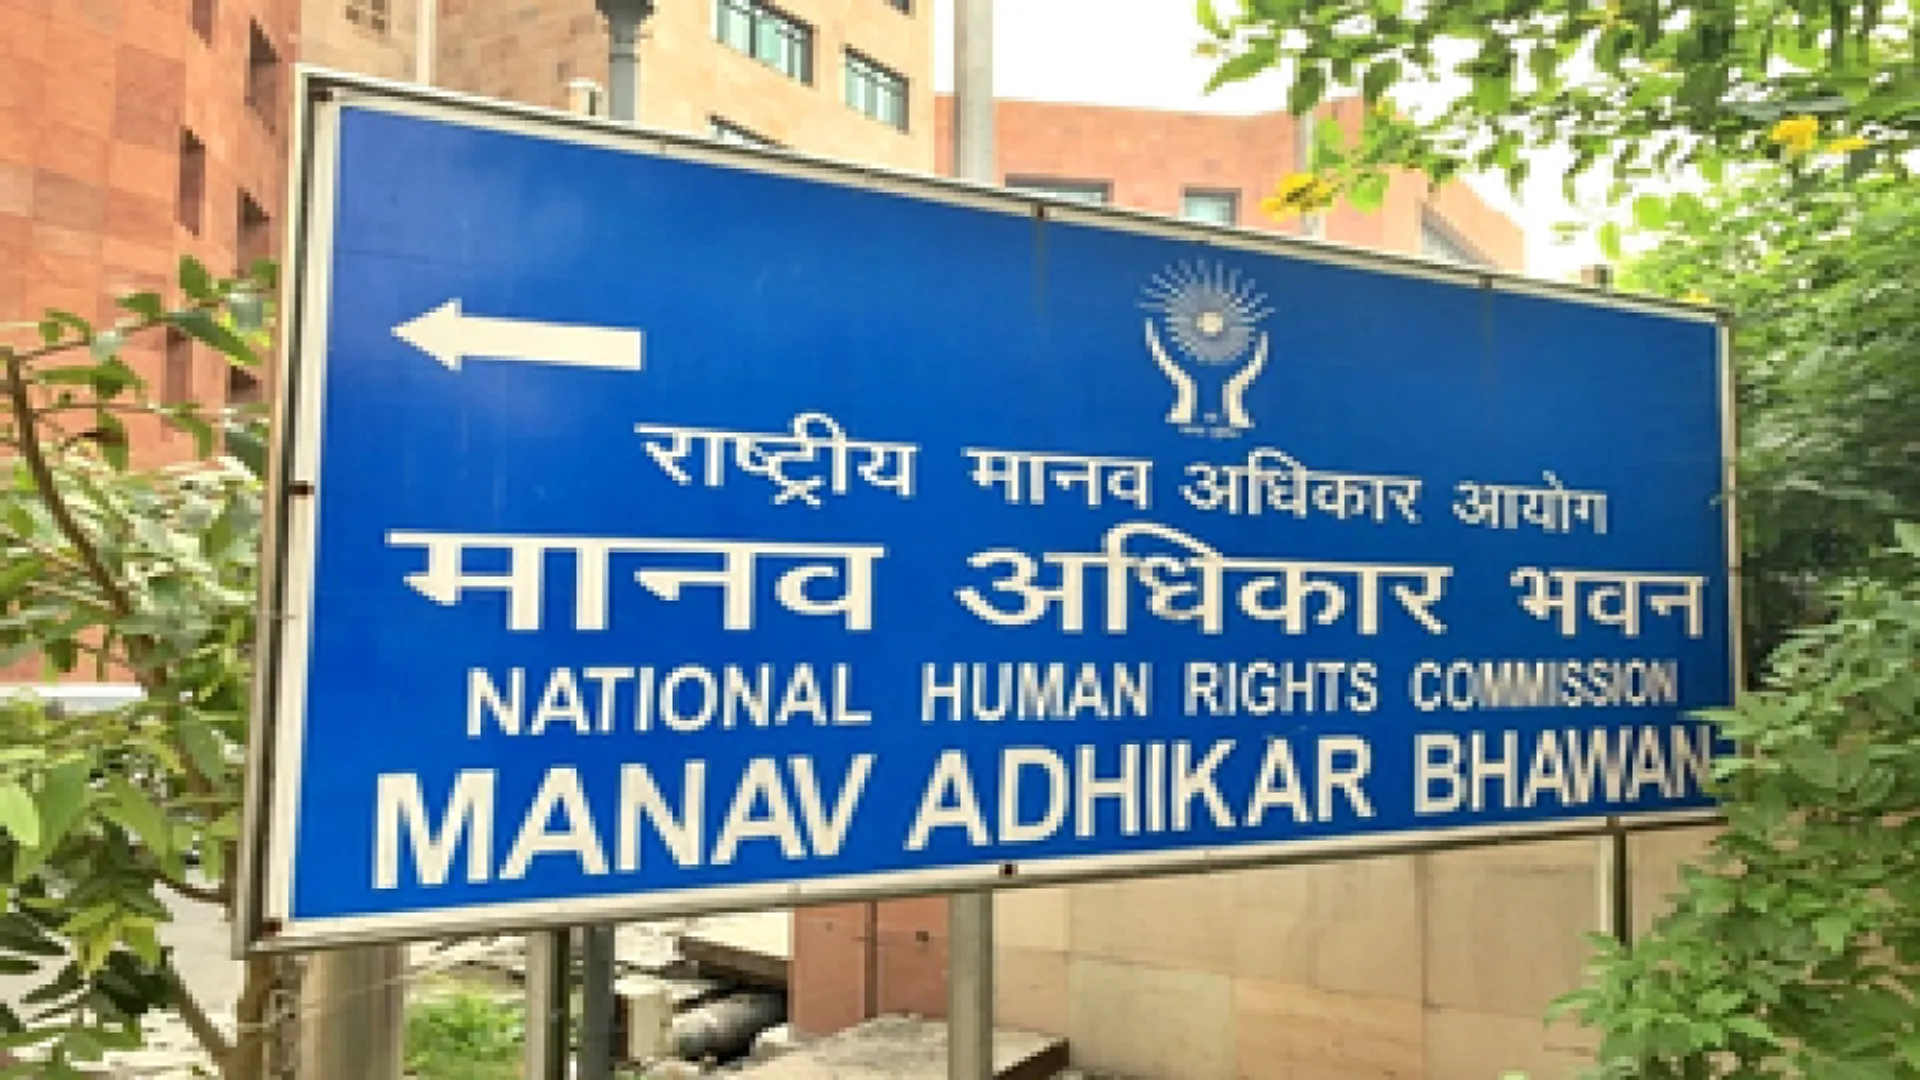 राष्ट्रीय मानव अधिकार आयोग
मानव अधिकार भवन
NATIONAL HUMAN RIGHTS COMMISSION
MANAV ADHIKAR BHAWAN